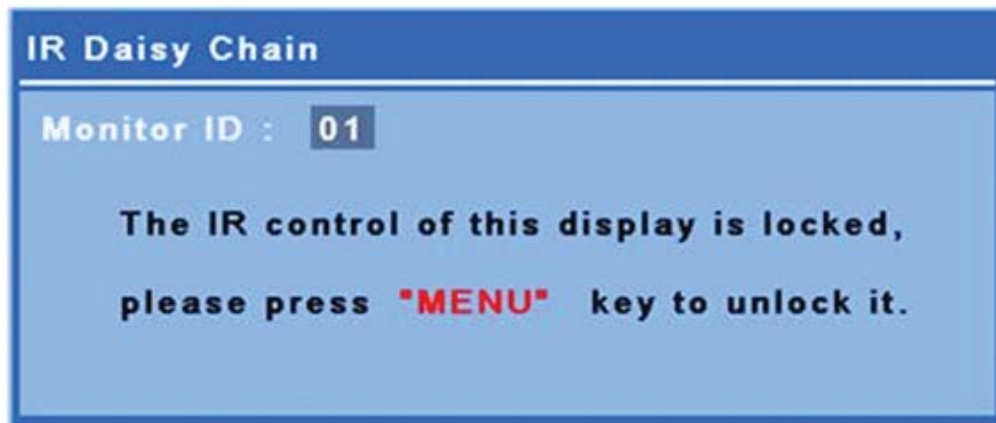 IR Daisy Chain
Monitor ID : 01
The IR control of this display is locked,
please press "MENU" key to unlock it.